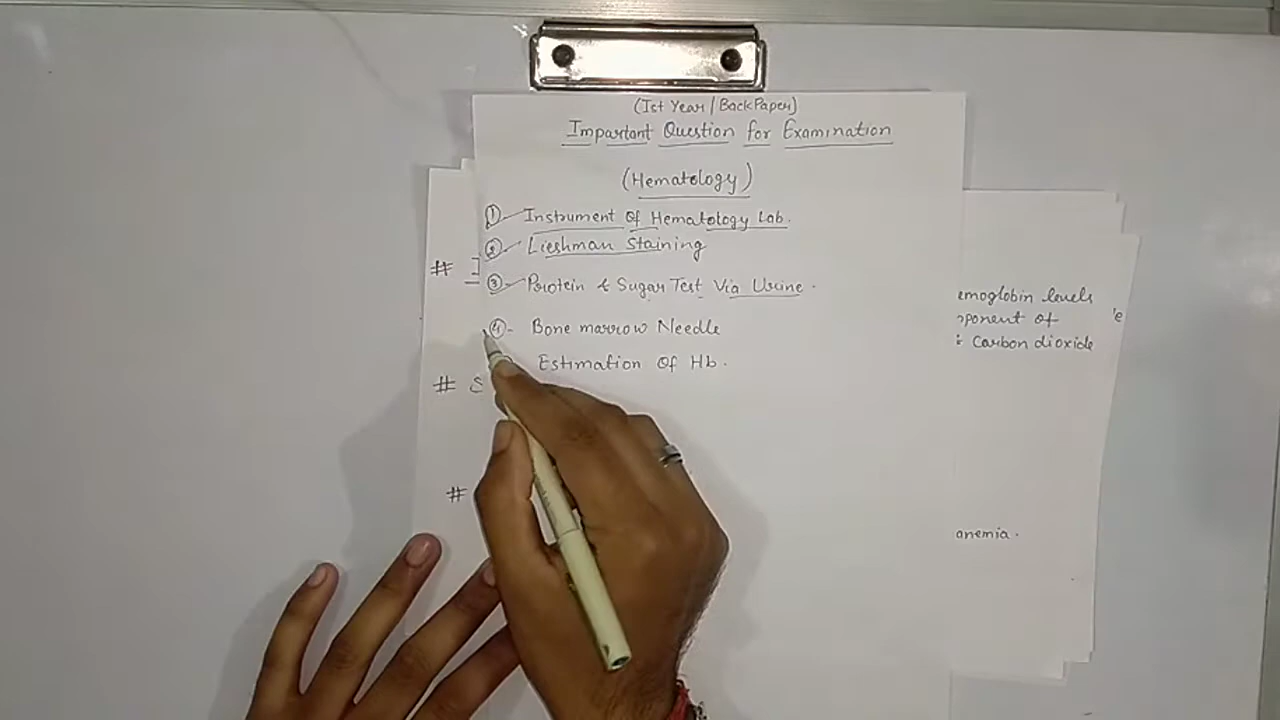 (Ist Year / Back Paper)
Important Question for Examination
(Hematology)
① Instrument Of Hematology Lab.
② Lieshman Staining
③ Protein & Sugar Test Via Urine.
④- Bone marrow Needle
Estimation Of Hb.
#
# S
#
emoglobin levels
ponent of
: Carbon dioxide
'e
anemia.